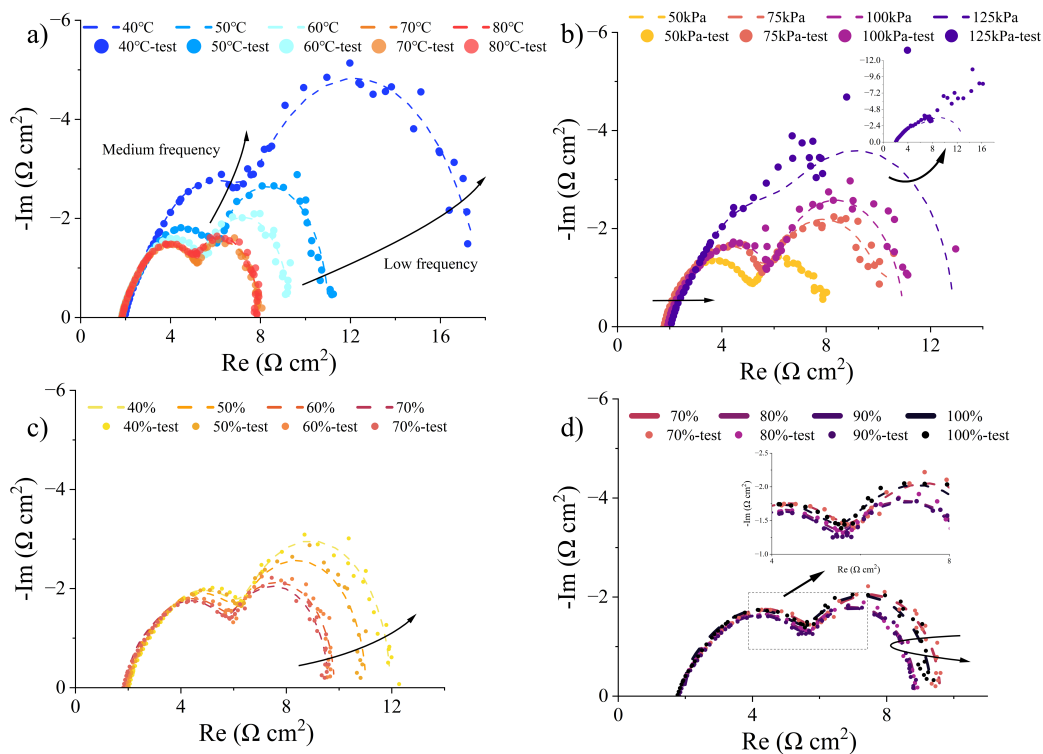 a)
40℃ 50℃ 60℃ 70℃ 80℃
40℃-test 50℃-test 60℃-test 70℃-test 80℃-test
−6
−4
−2
0
-Im (Ω cm²)
Medium frequency
Low frequency
0 4 8 12 16
Re (Ω cm²)
b)
50kPa 75kPa 100kPa 125kPa
50kPa-test 75kPa-test 100kPa-test 125kPa-test
−6
−4
−2
0
-Im (Ω cm²)
−12.0
−9.6
−7.2
−4.8
−2.4
0.0
0 2 4 6 8 10 12 14 16
0 4 8 12
Re (Ω cm²)
c)
40% 50% 60% 70%
40%-test 50%-test 60%-test 70%-test
−6
−4
−2
0
-Im (Ω cm²)
0 4 8 12
Re (Ω cm²)
d)
70% 80% 90% 100%
70%-test 80%-test 90%-test 100%-test
−6
−4
−2
0
-Im (Ω cm²)
−2.5
−2.0
−1.5
−1.0
-Im (Ω cm²)
4 8
Re (Ω cm²)
0 4 8
Re (Ω cm²)